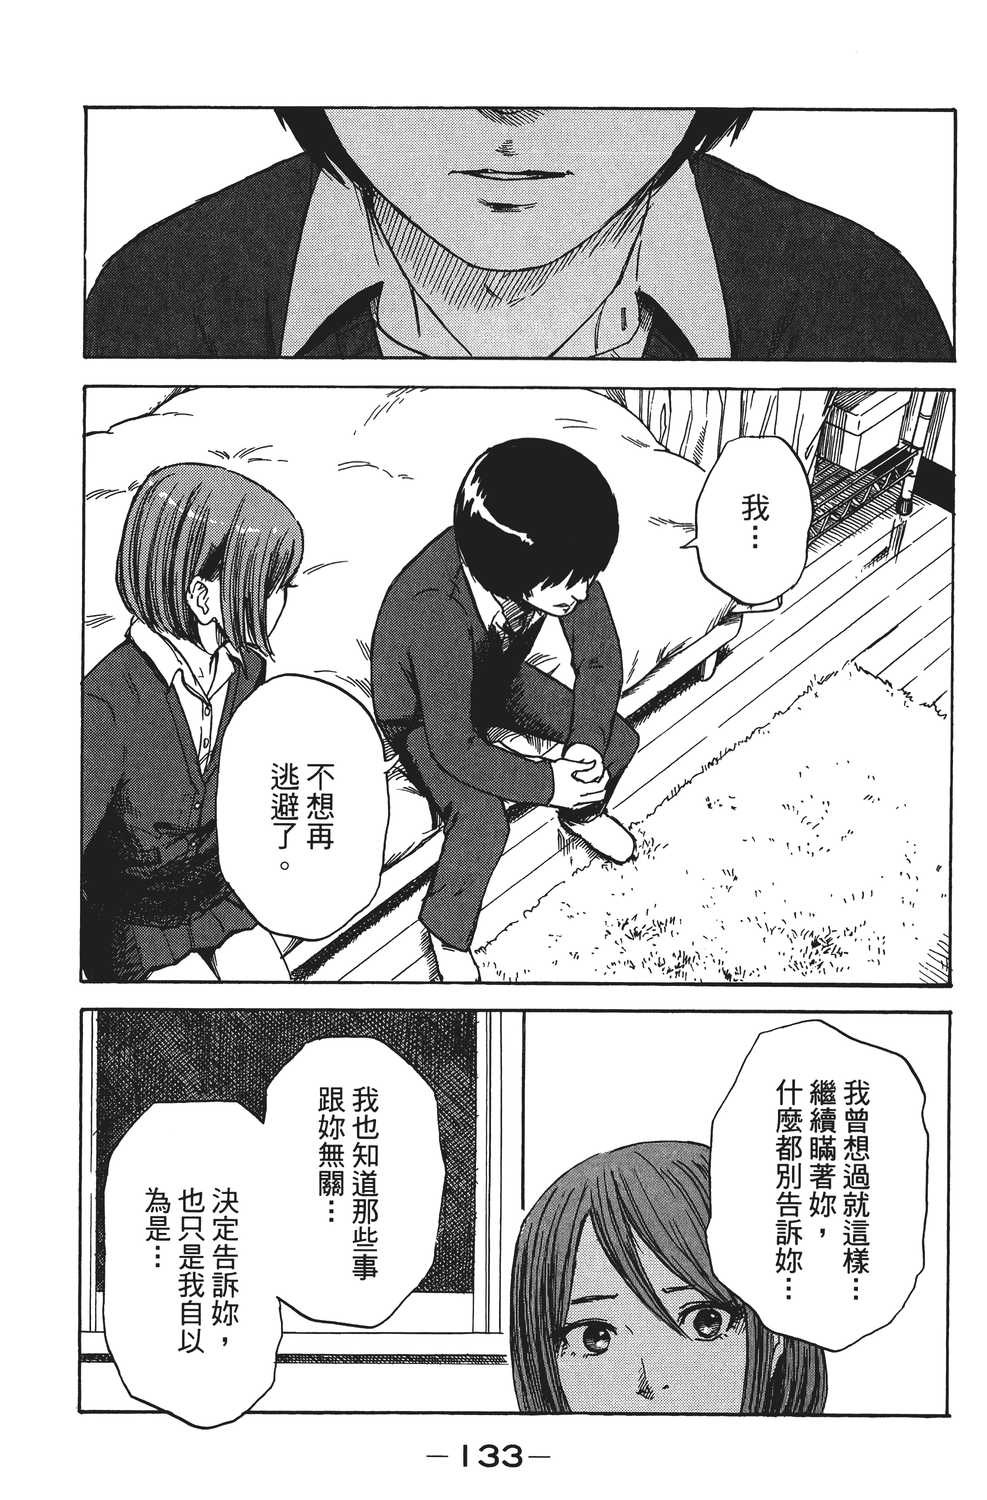 我…
不想再
逃避了。
我曾想過就這樣…
繼續瞞著妳，
什麼都別告訴妳…
我也知道那些事
跟妳無關…
決定告訴妳，
也只是我自以
為是…
—133—